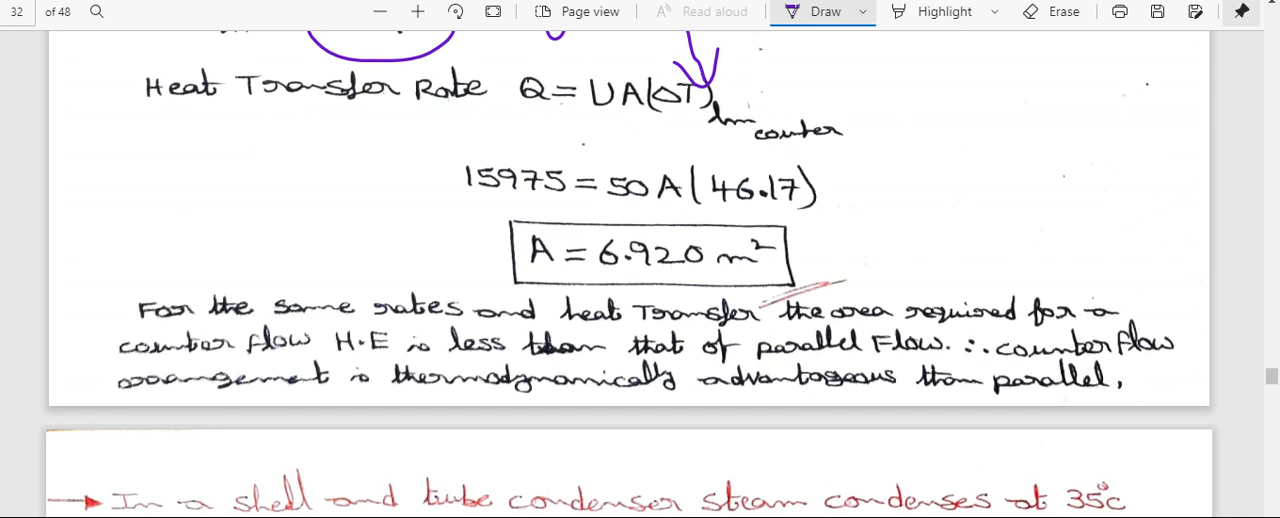 32 of 48 Page view Read aloud Draw Highlight Erase
Heat Transfer Rate Q = UA(ΔT)lm counter
15975 = 50 A (46.17)
A = 6.920 m²
For the same rates and heat Transfer the area required for a
counter flow H.E is less than that of parallel Flow. ∴ counter flow
arrangement is thermodynamically advantageous than parallel,
→ In a shell and tube condenser steam condenses at 35°c